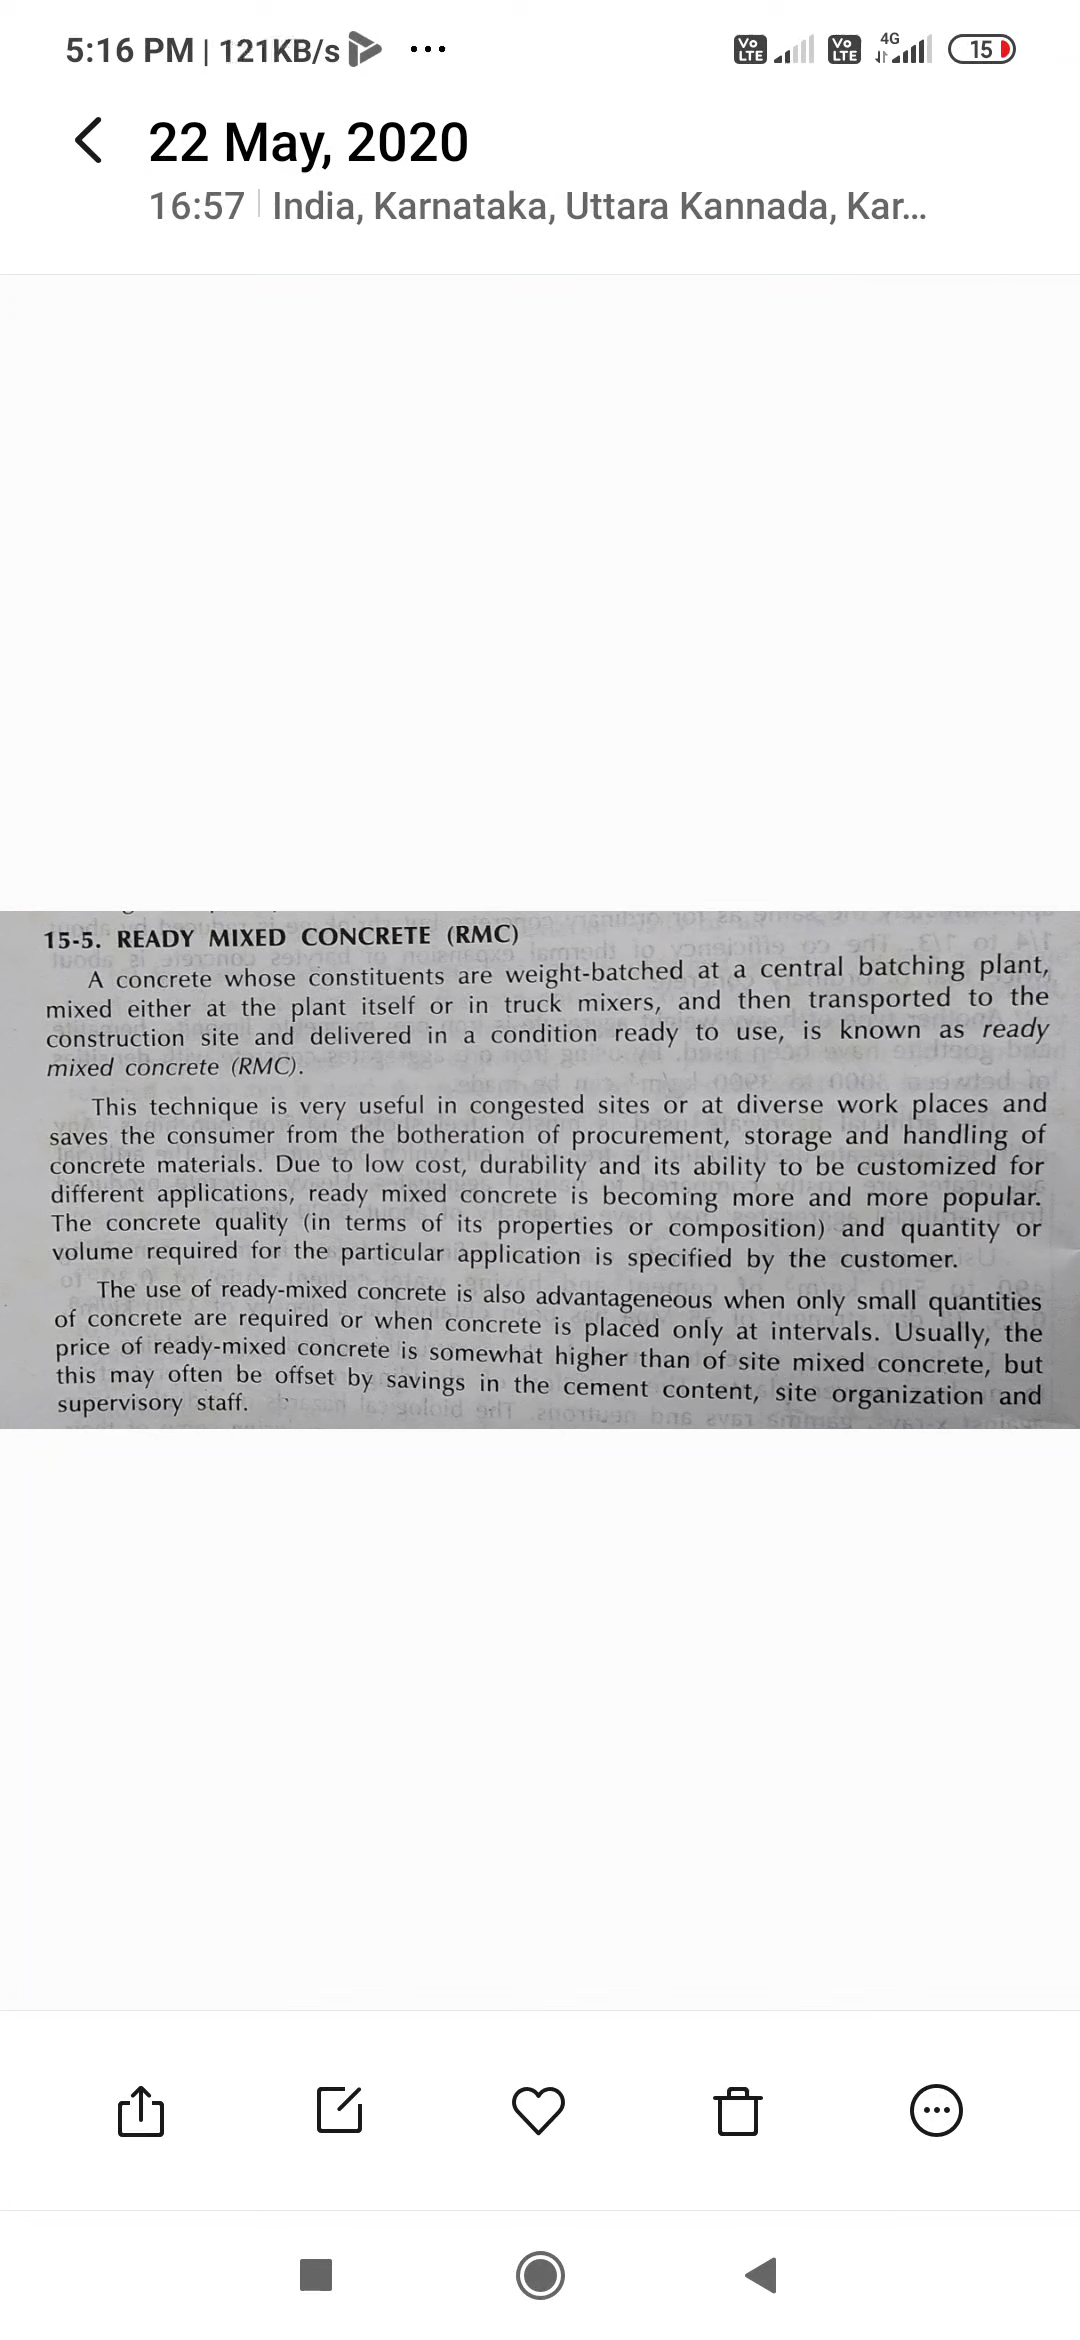 5:16 PM | 121KB/s ...
Vo LTE Vo LTE 4G 15
22 May, 2020
16:57 | India, Karnataka, Uttara Kannada, Kar...
15-5. READY MIXED CONCRETE (RMC)
A concrete whose constituents are weight-batched at a central batching plant,
mixed either at the plant itself or in truck mixers, and then transported to the
construction site and delivered in a condition ready to use, is known as ready
mixed concrete (RMC).
This technique is very useful in congested sites or at diverse work places and
saves the consumer from the botheration of procurement, storage and handling of
concrete materials. Due to low cost, durability and its ability to be customized for
different applications, ready mixed concrete is becoming more and more popular.
The concrete quality (in terms of its properties or composition) and quantity or
volume required for the particular application is specified by the customer.
The use of ready-mixed concrete is also advantageneous when only small quantities
of concrete are required or when concrete is placed only at intervals. Usually, the
price of ready-mixed concrete is somewhat higher than of site mixed concrete, but
this may often be offset by savings in the cement content, site organization and
supervisory staff.